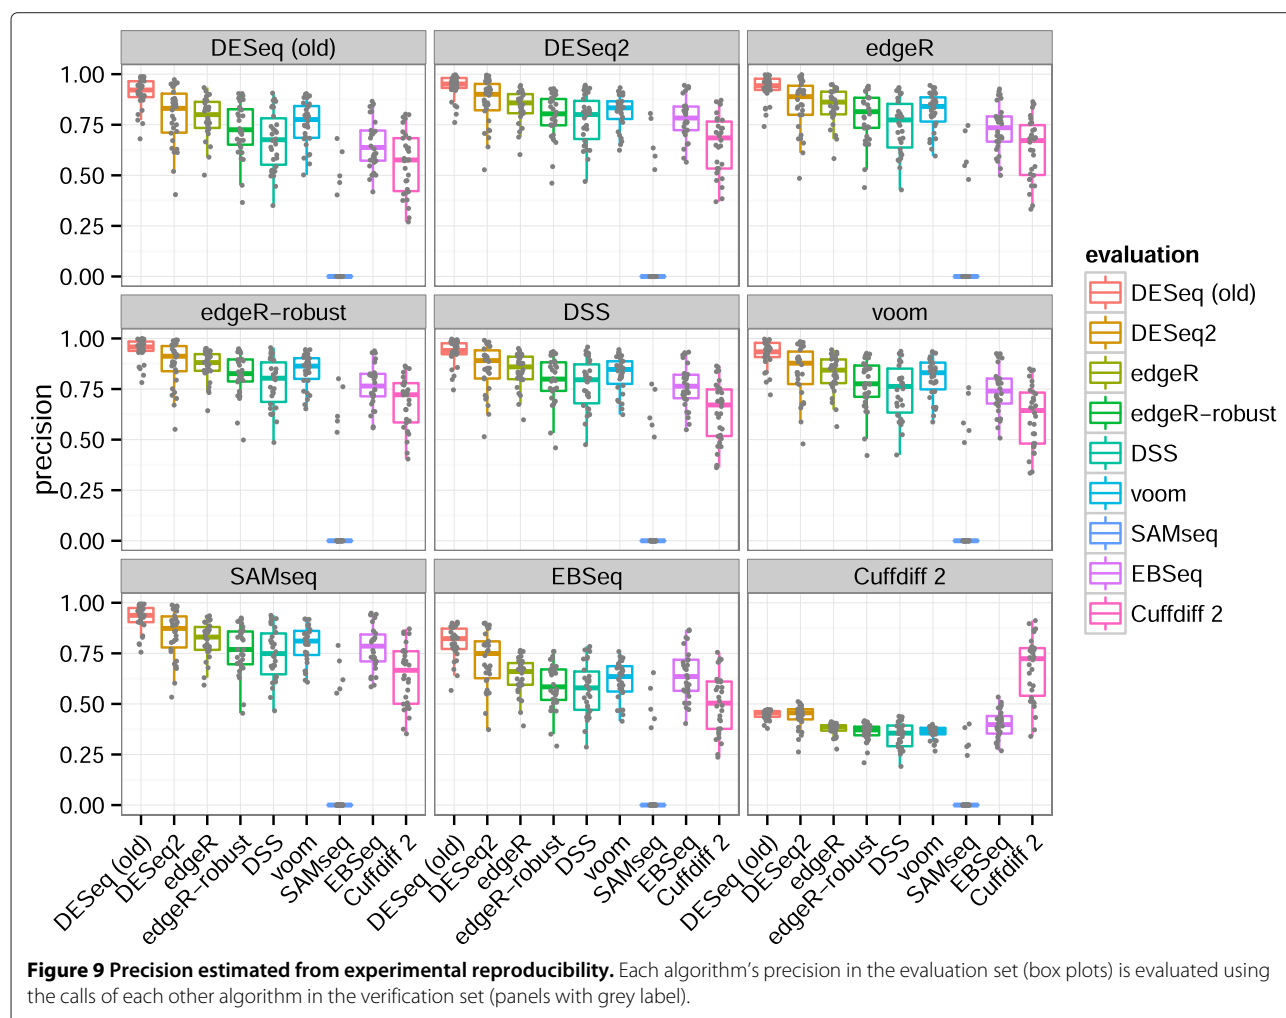 DESeq (old) DESeq2 edgeR
1.00
0.75
0.50
0.25
0.00
edgeR−robust DSS voom
1.00
0.75
0.50
0.25
0.00
precision
SAMseq EBSeq Cuffdiff 2
1.00
0.75
0.50
0.25
0.00
DESeq (old) DESeq2 edgeR edgeR−robust DSS voom SAMseq EBSeq Cuffdiff 2 DESeq (old) DESeq2 edgeR edgeR−robust DSS voom SAMseq EBSeq Cuffdiff 2 DESeq (old) DESeq2 edgeR edgeR−robust DSS voom SAMseq EBSeq Cuffdiff 2
evaluation
DESeq (old)
DESeq2
edgeR
edgeR−robust
DSS
voom
SAMseq
EBSeq
Cuffdiff 2
Figure 9 Precision estimated from experimental reproducibility. Each algorithm's precision in the evaluation set (box plots) is evaluated using
the calls of each other algorithm in the verification set (panels with grey label).